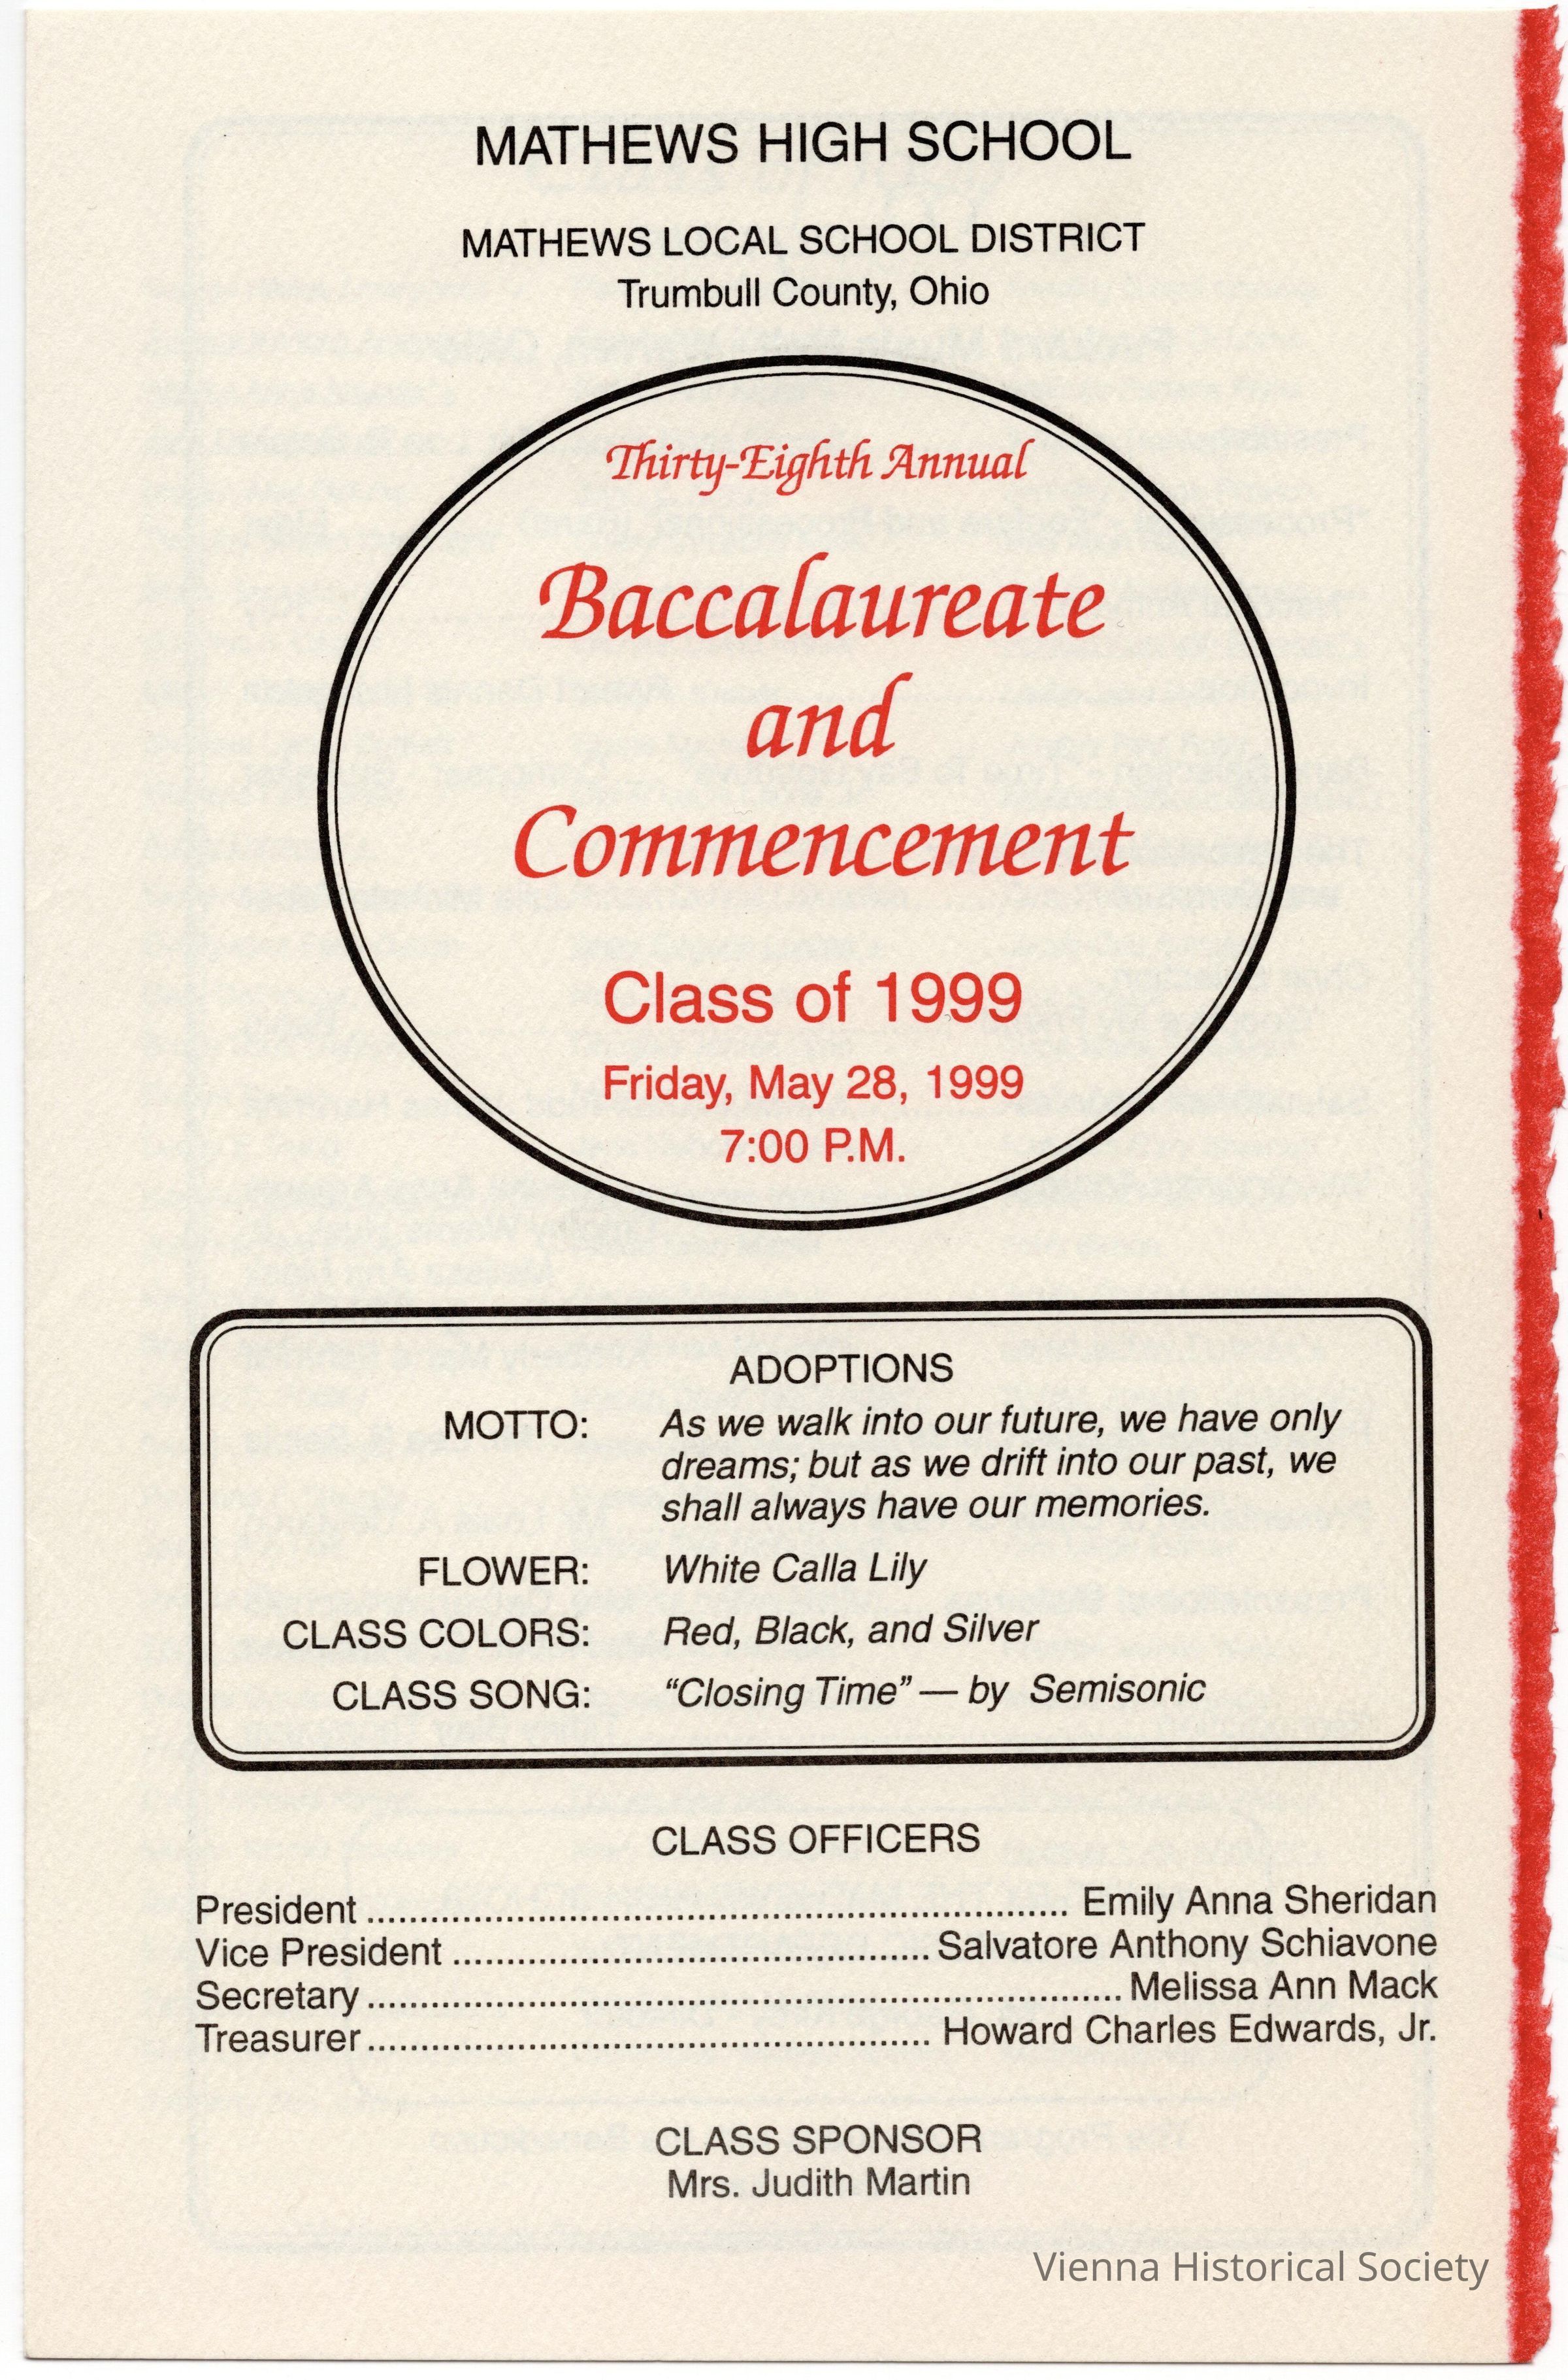 MATHEWS HIGH SCHOOL
MATHEWS LOCAL SCHOOL DISTRICT
Trumbull County, Ohio
Thirty-Eighth Annual
Baccalaureate
and
Commencement
Class of 1999
Friday, May 28, 1999
7:00 P.M.
ADOPTIONS
MOTTO: As we walk into our future, we have only
dreams; but as we drift into our past, we
shall always have our memories.
FLOWER: White Calla Lily
CLASS COLORS: Red, Black, and Silver
CLASS SONG: “Closing Time” — by Semisonic
CLASS OFFICERS
President ................................................................... Emily Anna Sheridan
Vice President ............................................. Salvatore Anthony Schiavone
Secretary ........................................................................ Melissa Ann Mack
Treasurer ...................................................... Howard Charles Edwards, Jr.
CLASS SPONSOR
Mrs. Judith Martin
Vienna Historical Society